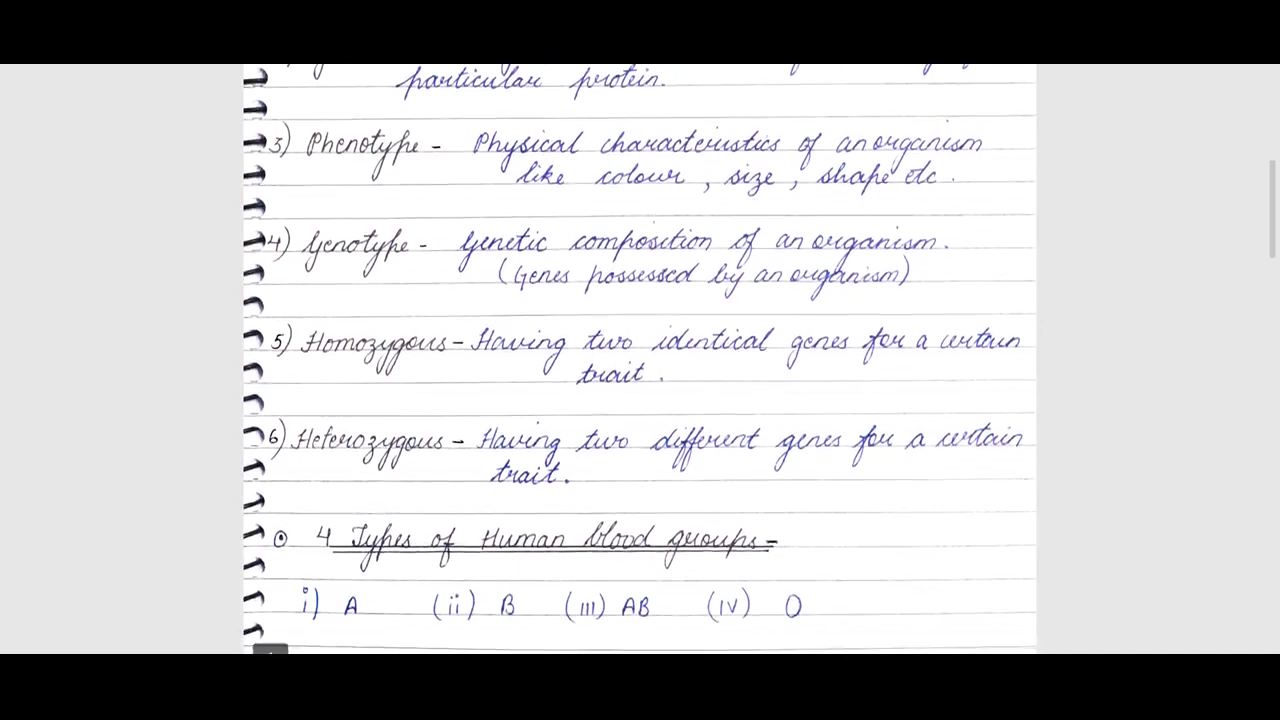 particular protein.
3) Phenotype - Physical characteristics of an organism
like colour, size, shape etc.
4) Genotype - Genetic composition of an organism.
(Genes possessed by an organism)
5) Homozygous - Having two identical genes for a certain
trait.
6) Heterozygous - Having two different genes for a certain
trait.
⊙ 4 Types of Human blood groups -
i) A (ii) B (iii) AB (iv) O